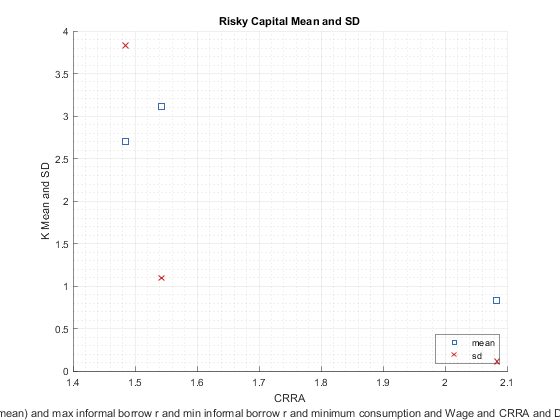 Risky Capital Mean and SD
K Mean and SD
4
3.5
3
2.5
2
1.5
1
0.5
0
1.4
1.5
1.6
1.7
1.8
1.9
2
2.1
mean
sd
CRRA
mean) and max informal borrow r and min informal borrow r and minimum consumption and Wage and CRRA and D